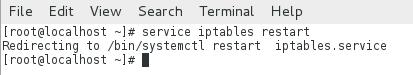 File Edit View Search Terminal Help
[root@localhost ~]# service iptables restart
Redirecting to /bin/systctl restart  iptables.service
[root@localhost ~]#